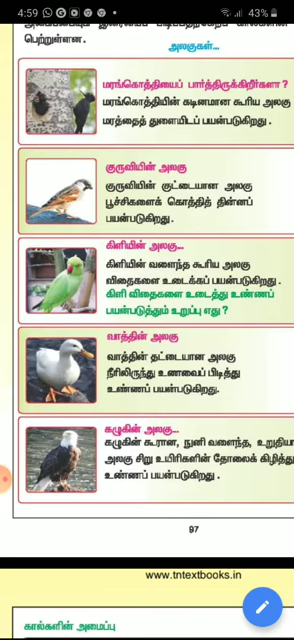 4:59
43%
பெற்றுள்ளன.
அலகுகள்...
மரங்கொத்தியைப் பார்த்திருக்கிறீர்களா ?
மரங்கொத்தியின் கடினமான கூரிய அலகு
மரத்தைத் துளையிடப் பயன்படுகிறது .
குருவியின் அலகு
குருவியின் குட்டையான அலகு
பூச்சிகளைக் கொத்தித் தின்னப்
பயன்படுகிறது .
கிளியின் அலகு...
கிளியின் வளைந்த கூரிய அலகு
விதைகளை உடைக்கப் பயன்படுகிறது .
கிளி விதைகளை உடைத்து உண்ணப்
பயன்படுத்தும் உறுப்பு எது ?
வாத்தின் அலகு
வாத்தின் தட்டையான அலகு
நீரிலிருந்து உணவைப் பிடித்து
உண்ணப் பயன்படுகிறது.
கழுகின் அலகு...
கழுகின் கூரான, நுனி வளைந்த, உறுதியா
அலகு சிறு உயிரிகளின் தோலைக் கிழித்து
உண்ணப் பயன்படுகிறது .
97
www.tntextbooks.in
கால்களின் அமைப்பு